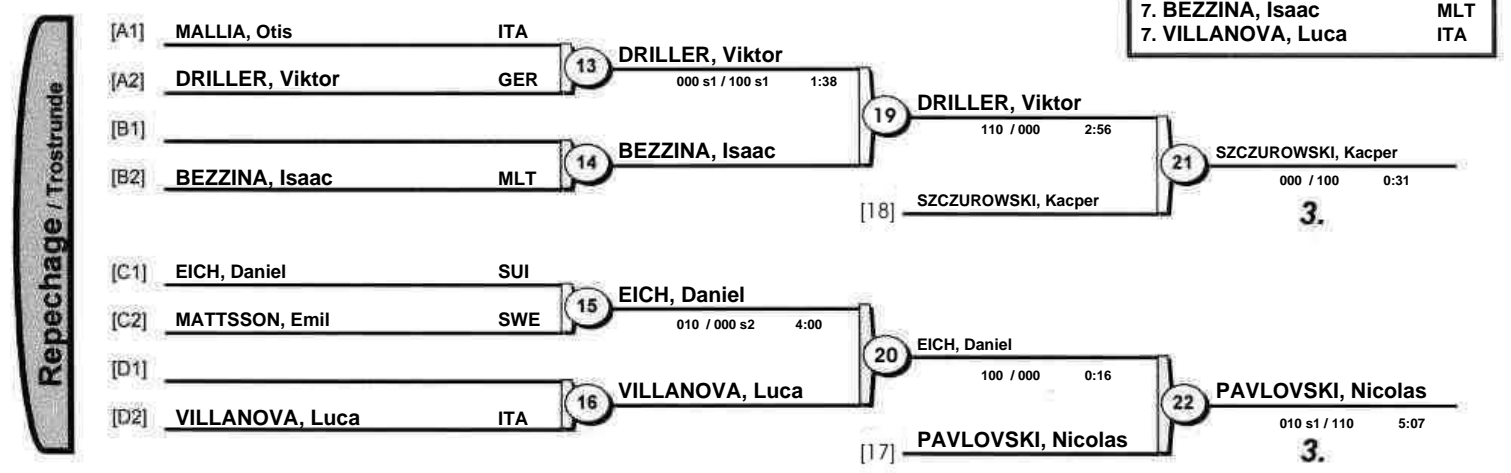 7. BEZZINA, Isaac MLT
7. VILLANOVA, Luca ITA
Repechage / Trostrunde
[A1] MALLIA, Otis ITA
13 DRILLER, Viktor
[A2] DRILLER, Viktor GER
000 s1 / 100 s1 1:38
19 DRILLER, Viktor
110 / 000 2:56
[B1]
14 BEZZINA, Isaac
[B2] BEZZINA, Isaac MLT
21 SZCZUROWSKI, Kacper
000 / 100 0:31
[18] SZCZUROWSKI, Kacper
3.
[C1] EICH, Daniel SUI
15 EICH, Daniel
[C2] MATTSSON, Emil SWE
010 / 000 s2 4:00
20 EICH, Daniel
100 / 000 0:16
[D1]
16 VILLANOVA, Luca
[D2] VILLANOVA, Luca ITA
22 PAVLOVSKI, Nicolas
010 s1 / 110 5:07
[17] PAVLOVSKI, Nicolas
3.